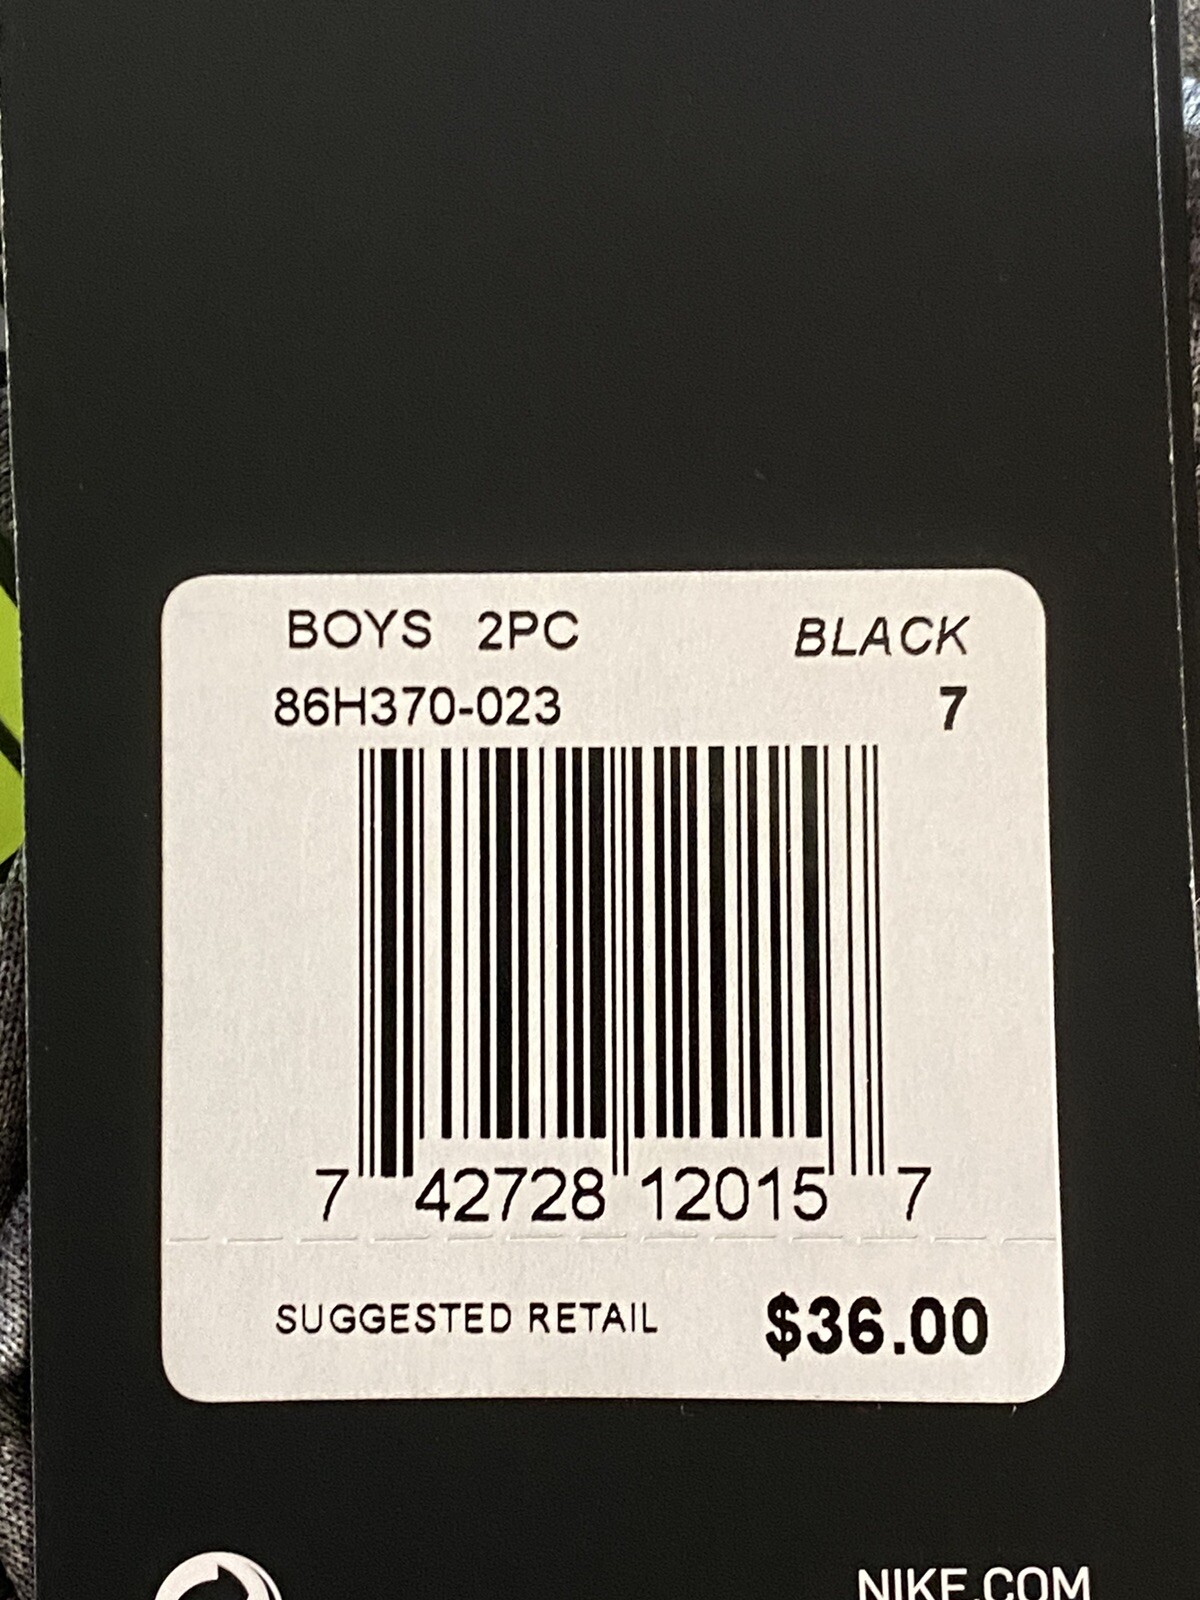 BOYS 2PC BLACK
86H370-023 7
7 42728 12015 7
SUGGESTED RETAIL $36.00
NIKE.COM